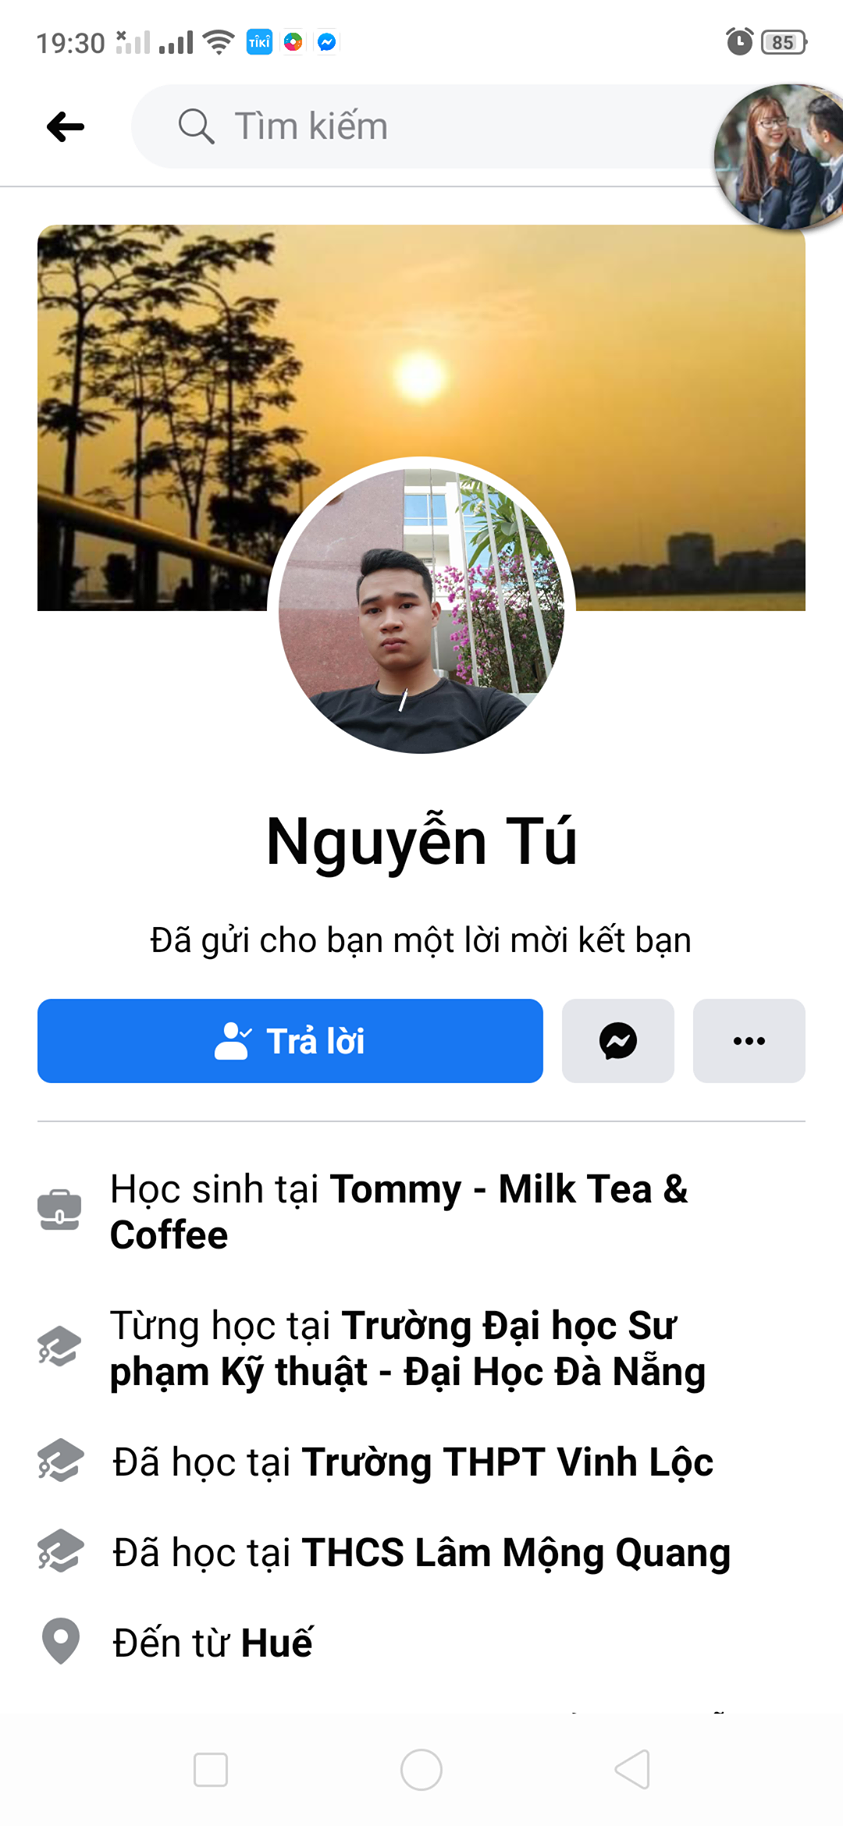 19:30
TIKI
85
Tìm kiếm
Nguyễn Tú
Đã gửi cho bạn một lời mời kết bạn
Trả lời
Học sinh tại Tommy - Milk Tea &
Coffee
Từng học tại Trường Đại học Sư
phạm Kỹ thuật - Đại Học Đà Nẵng
Đã học tại Trường THPT Vinh Lộc
Đã học tại THCS Lâm Mộng Quang
Đến từ Huế